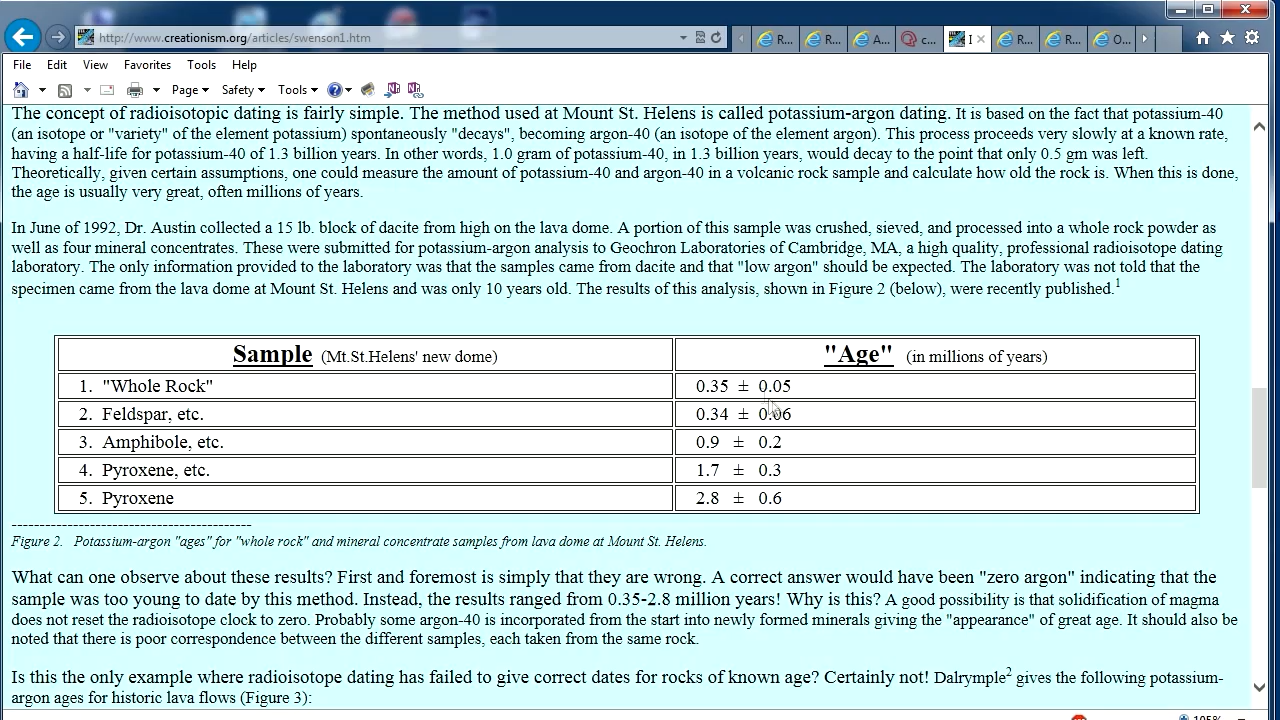 http://www.creationism.org/articles/swenson1.htm
R...
R...
A...
c...
I
R...
R...
O...
File Edit View Favorites Tools Help
Page Safety Tools
The concept of radioisotopic dating is fairly simple. The method used at Mount St. Helens is called potassium-argon dating. It is based on the fact that potassium-40
(an isotope or "variety" of the element potassium) spontaneously "decays", becoming argon-40 (an isotope of the element argon). This process proceeds very slowly at a known rate,
having a half-life for potassium-40 of 1.3 billion years. In other words, 1.0 gram of potassium-40, in 1.3 billion years, would decay to the point that only 0.5 gm was left.
Theoretically, given certain assumptions, one could measure the amount of potassium-40 and argon-40 in a volcanic rock sample and calculate how old the rock is. When this is done,
the age is usually very great, often millions of years.
In June of 1992, Dr. Austin collected a 15 lb. block of dacite from high on the lava dome. A portion of this sample was crushed, sieved, and processed into a whole rock powder as
well as four mineral concentrates. These were submitted for potassium-argon analysis to Geochron Laboratories of Cambridge, MA, a high quality, professional radioisotope dating
laboratory. The only information provided to the laboratory was that the samples came from dacite and that "low argon" should be expected. The laboratory was not told that the
specimen came from the lava dome at Mount St. Helens and was only 10 years old. The results of this analysis, shown in Figure 2 (below), were recently published.1
Sample (Mt.St.Helens' new dome) "Age" (in millions of years)
1. "Whole Rock" 0.35 ± 0.05
2. Feldspar, etc. 0.34 ± 0.06
3. Amphibole, etc. 0.9 ± 0.2
4. Pyroxene, etc. 1.7 ± 0.3
5. Pyroxene 2.8 ± 0.6
----------------------------------------
Figure 2. Potassium-argon "ages" for "whole rock" and mineral concentrate samples from lava dome at Mount St. Helens.
What can one observe about these results? First and foremost is simply that they are wrong. A correct answer would have been "zero argon" indicating that the
sample was too young to date by this method. Instead, the results ranged from 0.35-2.8 million years! Why is this? A good possibility is that solidification of magma
does not reset the radioisotope clock to zero. Probably some argon-40 is incorporated from the start into newly formed minerals giving the "appearance" of great age. It should also be
noted that there is poor correspondence between the different samples, each taken from the same rock.
Is this the only example where radioisotope dating has failed to give correct dates for rocks of known age? Certainly not! Dalrymple2 gives the following potassium-
argon ages for historic lava flows (Figure 3):
105%